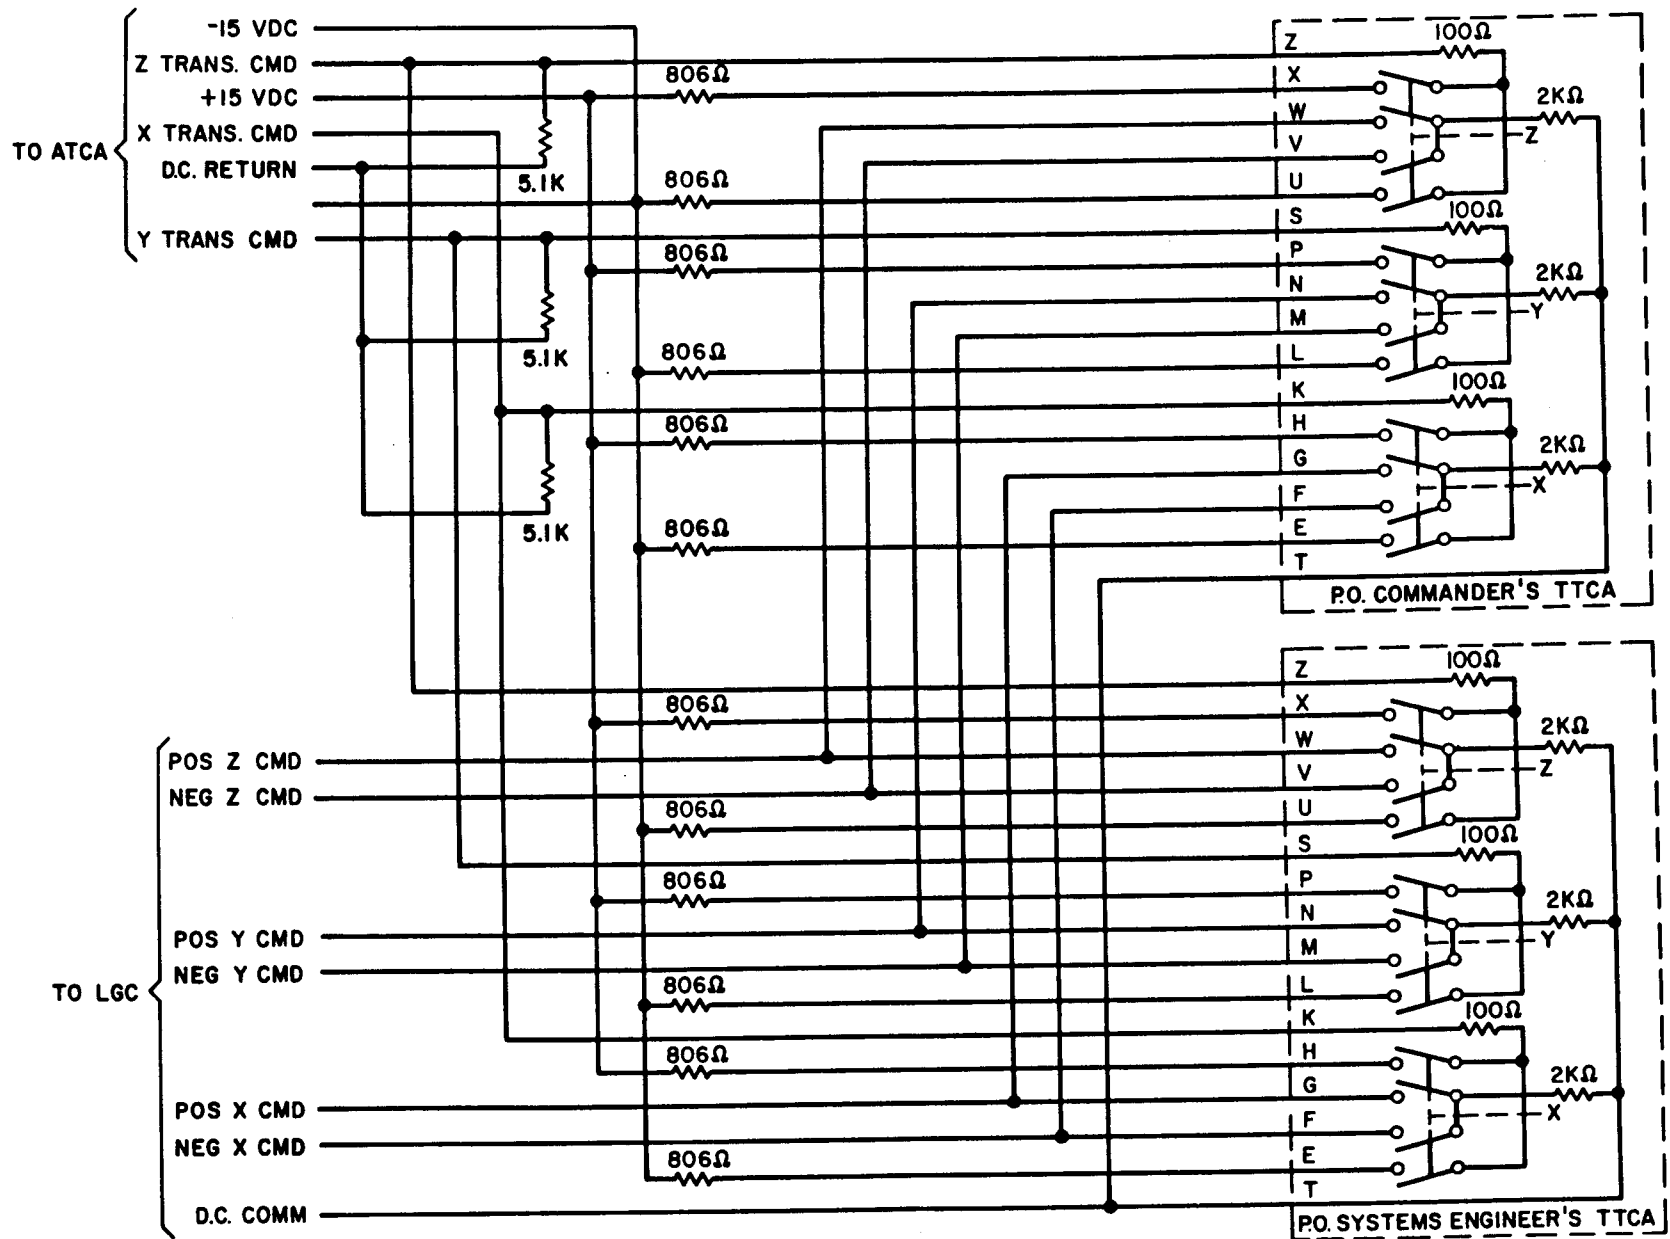 -15 VDC
Z TRANS. CMD
+15 VDC
X TRANS. CMD
TO ATCA
D.C. RETURN
Y TRANS CMD
5.1K
5.1K
5.1K
806Ω
806Ω
806Ω
806Ω
806Ω
806Ω
Z
100Ω
X
W
2KΩ
V
Z
U
S
100Ω
P
N
2KΩ
M
Y
L
K
100Ω
H
G
2KΩ
F
X
E
T
P.O. COMMANDER'S TTCA
806Ω
806Ω
806Ω
806Ω
806Ω
806Ω
POS Z CMD
NEG Z CMD
POS Y CMD
NEG Y CMD
TO LGC
POS X CMD
NEG X CMD
D.C. COMM
Z
100Ω
X
W
2KΩ
V
Z
U
S
100Ω
P
N
2KΩ
M
Y
L
K
100Ω
H
G
2KΩ
F
X
E
T
P.O. SYSTEMS ENGINEER'S TTCA